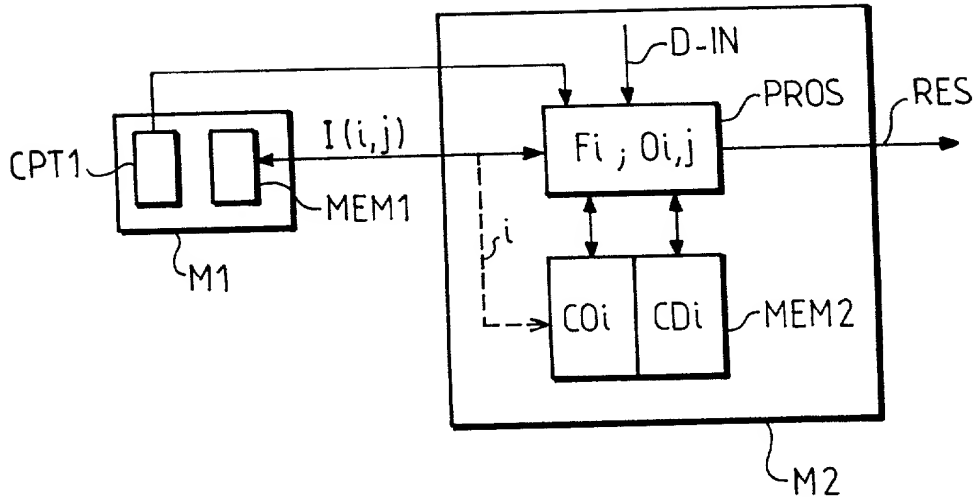 D-IN
PROS
RES
I(i,j)
Fi ; Oi,j
CPT1
MEM1
i
M1
COi
CDi
MEM2
M2